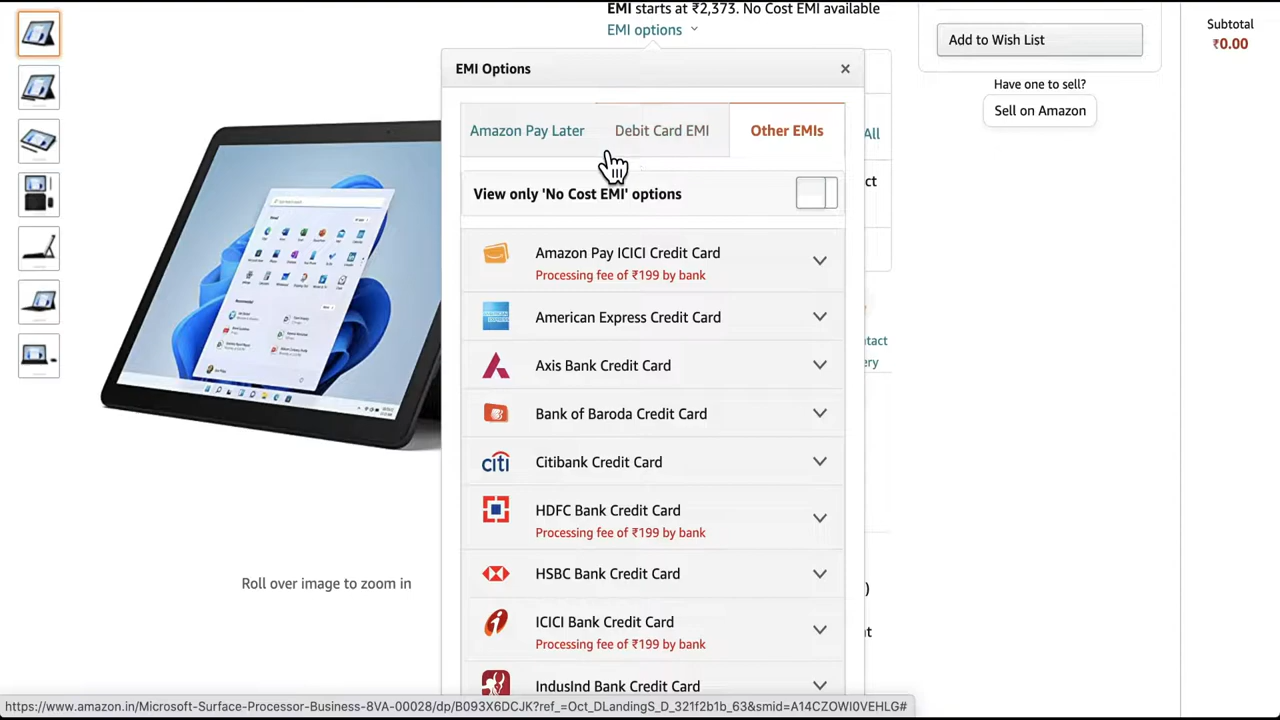 EMI starts at ₹2,373. No Cost EMI available
EMI options
Add to Wish List
Subtotal
₹0.00
Have one to sell?
Sell on Amazon
EMI Options
Amazon Pay Later
Debit Card EMI
Other EMIs
All
View only 'No Cost EMI' options
Amazon Pay ICICI Credit Card
Processing fee of ₹199 by bank
American Express Credit Card
Axis Bank Credit Card
Bank of Baroda Credit Card
citi
Citibank Credit Card
HDFC Bank Credit Card
Processing fee of ₹199 by bank
HSBC Bank Credit Card
ICICI Bank Credit Card
Processing fee of ₹199 by bank
IndusInd Bank Credit Card
Roll over image to zoom in
https://www.amazon.in/Microsoft-Surface-Processor-Business-8VA-00028/dp/B093X6DCJK?ref_=Oct_DLandingS_D_321f2b1b_63&smid=A14CZOWI0VEHLG#